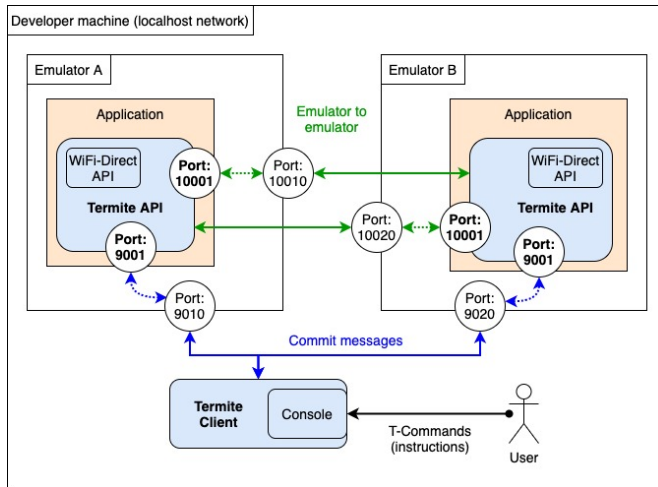 Developer machine (localhost network)
Emulator A
Emulator B
Application
Emulator to
emulator
Application
WiFi-Direct
API
Port:
10001
Port:
10010
WiFi-Direct
API
Termite API
Termite API
Port:
10020
Port:
10001
Port:
9001
Port:
9001
Port:
9010
Port:
9020
Commit messages
Termite
Client
Console
T-Commands
(instructions)
User